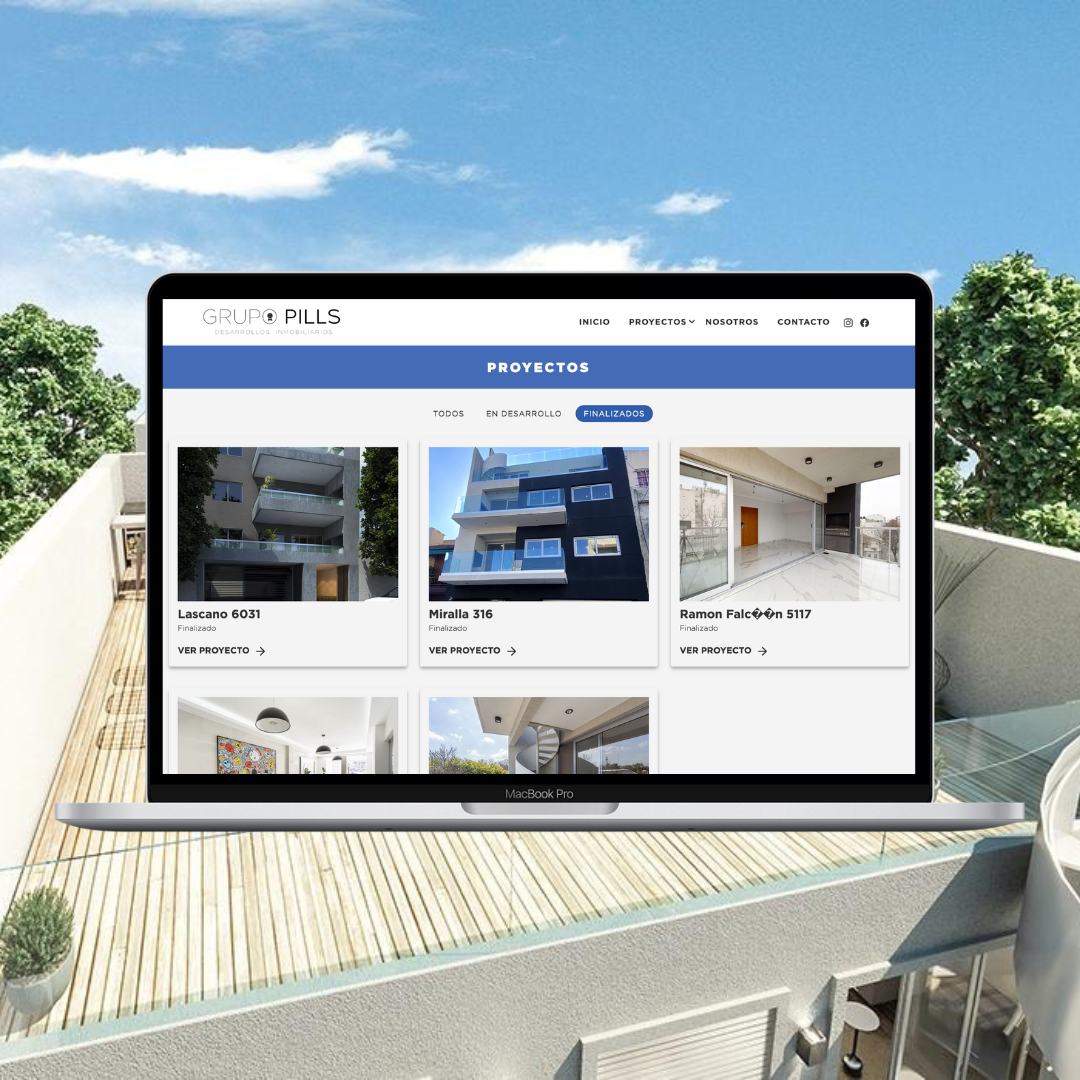 GRUPO PILLS
DESARROLLOS INMOBILIARIOS
INICIO PROYECTOS NOSOTROS CONTACTO
PROYECTOS
TODOS EN DESARROLLO FINALIZADOS
Lascano 6031
Finalizado
VER PROYECTO →
Miralla 316
Finalizado
VER PROYECTO →
Ramon Falc��n 5117
Finalizado
VER PROYECTO →
MacBook Pro